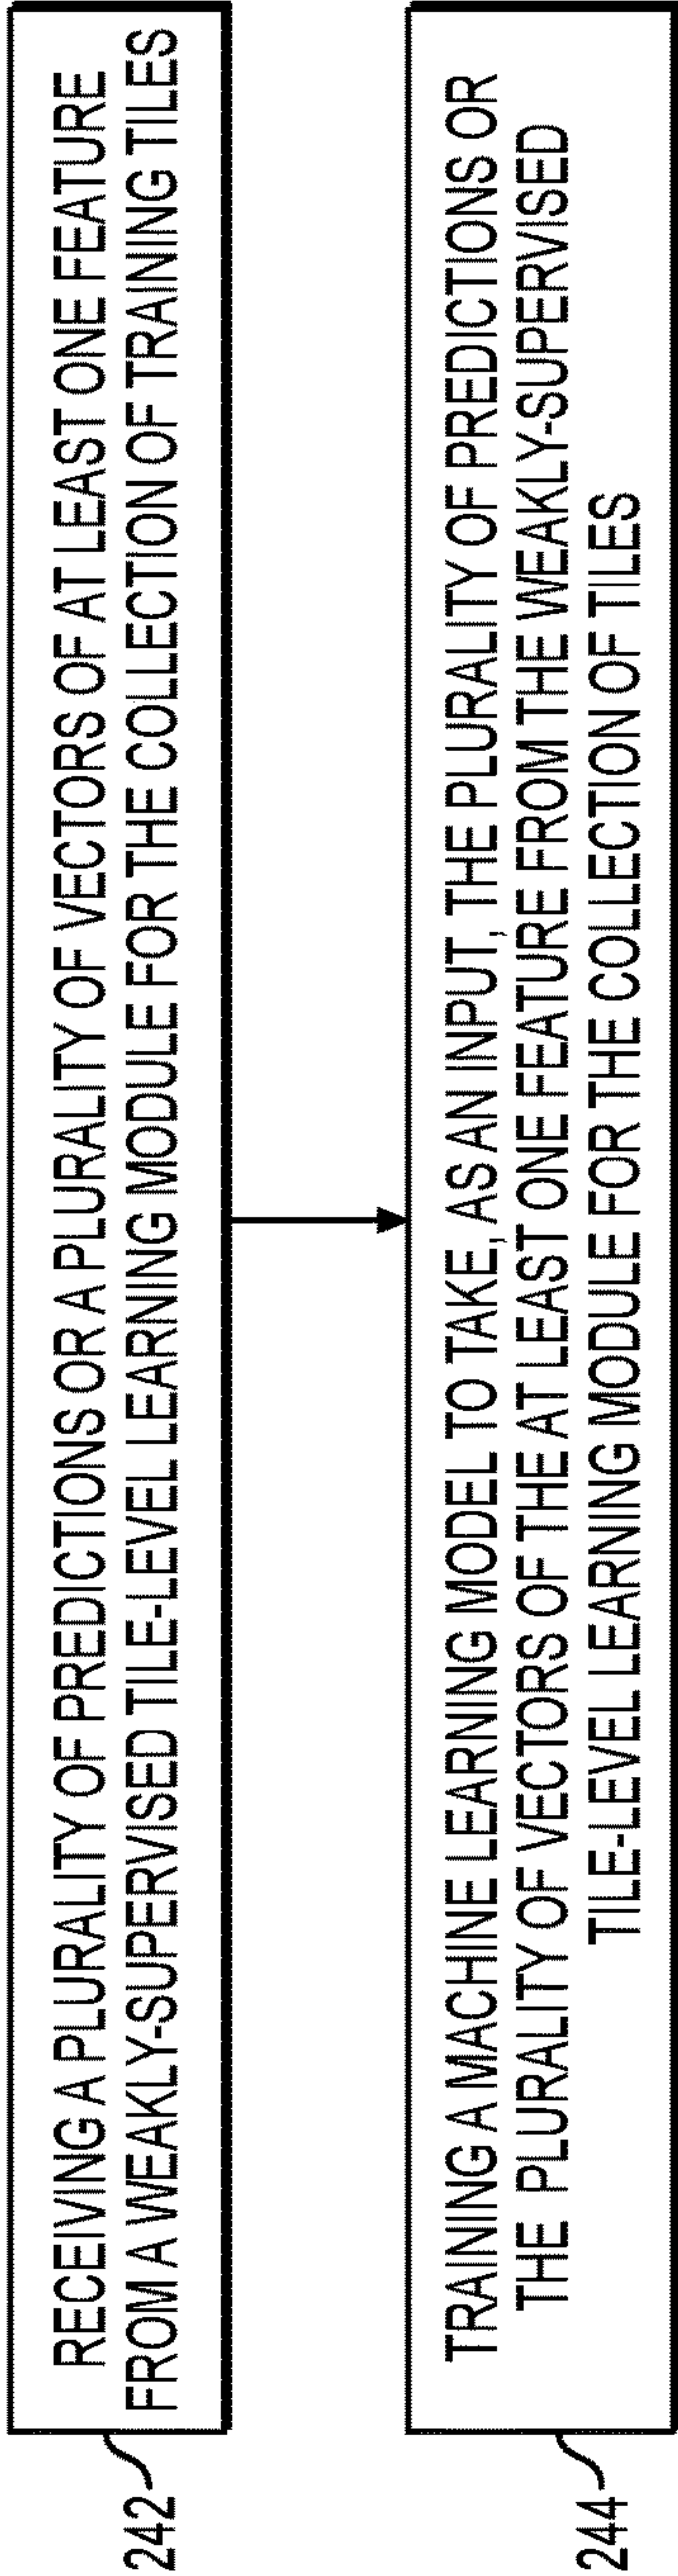 RECEIVING A PLURALITY OF PREDICTIONS OR A PLURALITY OF VECTORS OF AT LEAST ONE FEATURE
FROM A WEAKLY-SUPERVISED TILE-LEVEL LEARNING MODULE FOR THE COLLECTION OF TRAINING TILES
242
TRAINING A MACHINE LEARNING MODEL TO TAKE, AS AN INPUT, THE PLURALITY OF PREDICTIONS OR
THE PLURALITY OF VECTORS OF THE AT LEAST ONE FEATURE FROM THE WEAKLY-SUPERVISED
TILE-LEVEL LEARNING MODULE FOR THE COLLECTION OF TILES
244